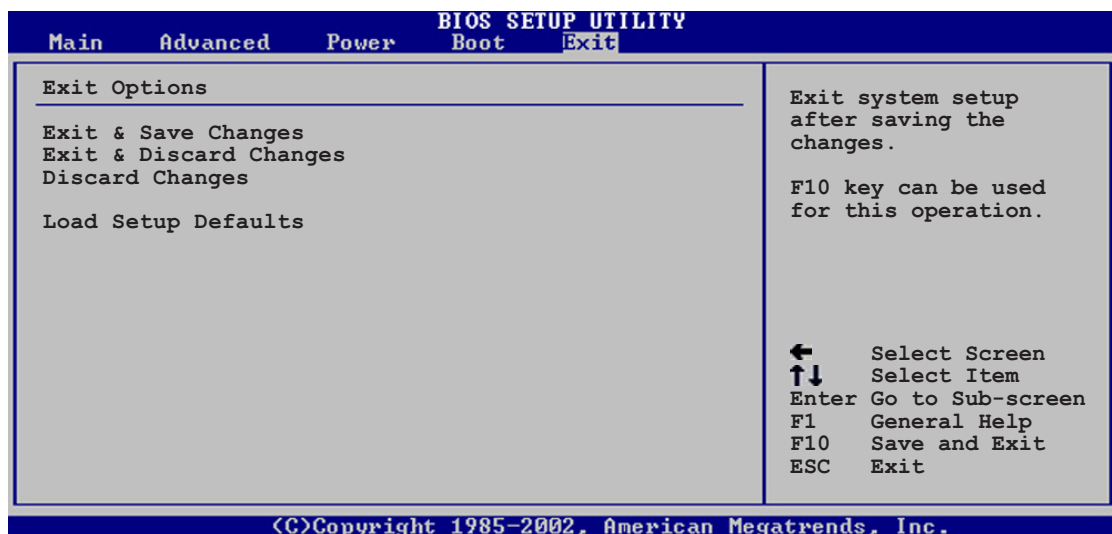 BIOS SETUP UTILITY
Main Advanced Power Boot Exit
Exit Options
Exit & Save Changes
Exit & Discard Changes
Discard Changes
Load Setup Defaults
Exit system setup
after saving the
changes.
F10 key can be used
for this operation.
← Select Screen
↑↓ Select Item
Enter Go to Sub-screen
F1 General Help
F10 Save and Exit
ESC Exit
(C)Copyright 1985-2002, American Megatrends, Inc.